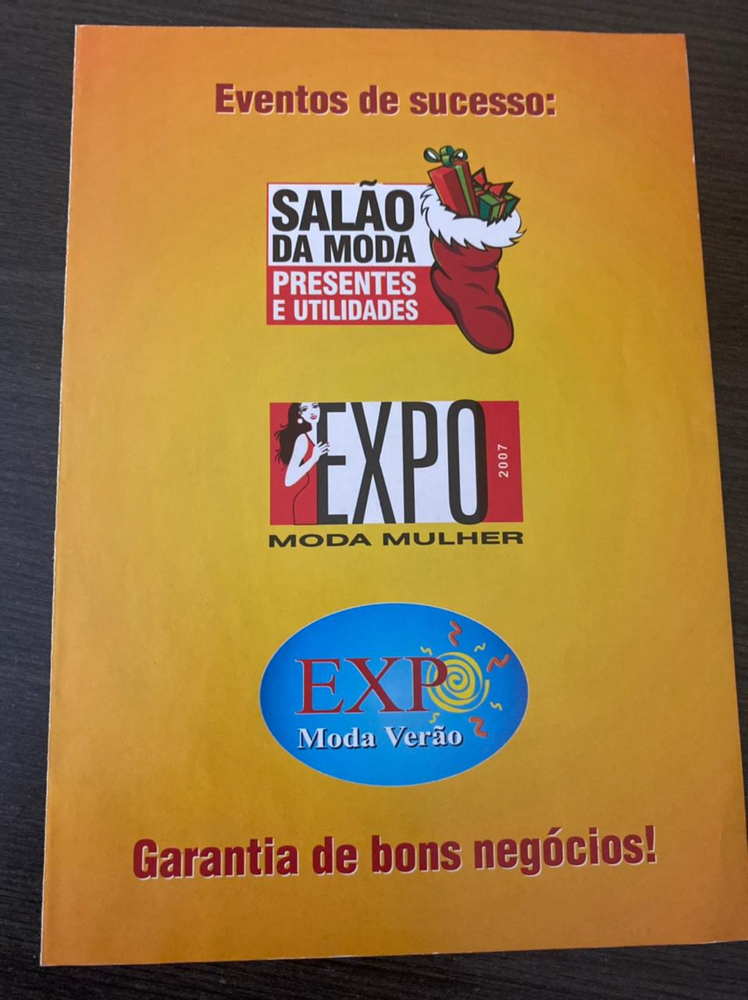 Eventos de sucesso:
SALÃO
DA MODA
PRESENTES
E UTILIDADES
EXPO
2007
MODA MULHER
EXPO
Moda Verão
Garantia de bons negócios!